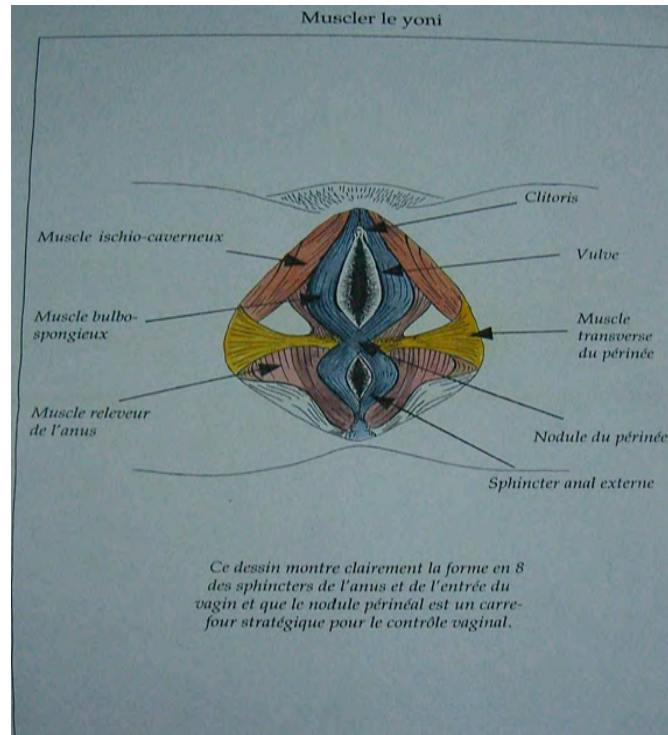 Muscler le yoni
Clitoris
Muscle ischio-caverneux
Vulve
Muscle bulbo-
spongieux
Muscle
transverse
du périnée
Muscle releveur
de l'anus
Nodule du périnée
Sphincter anal externe
Ce dessin montre clairement la forme en 8
des sphincters de l'anus et de l'entrée du
vagin et que le nodule périnéal est un carre-
four stratégique pour le contrôle vaginal.